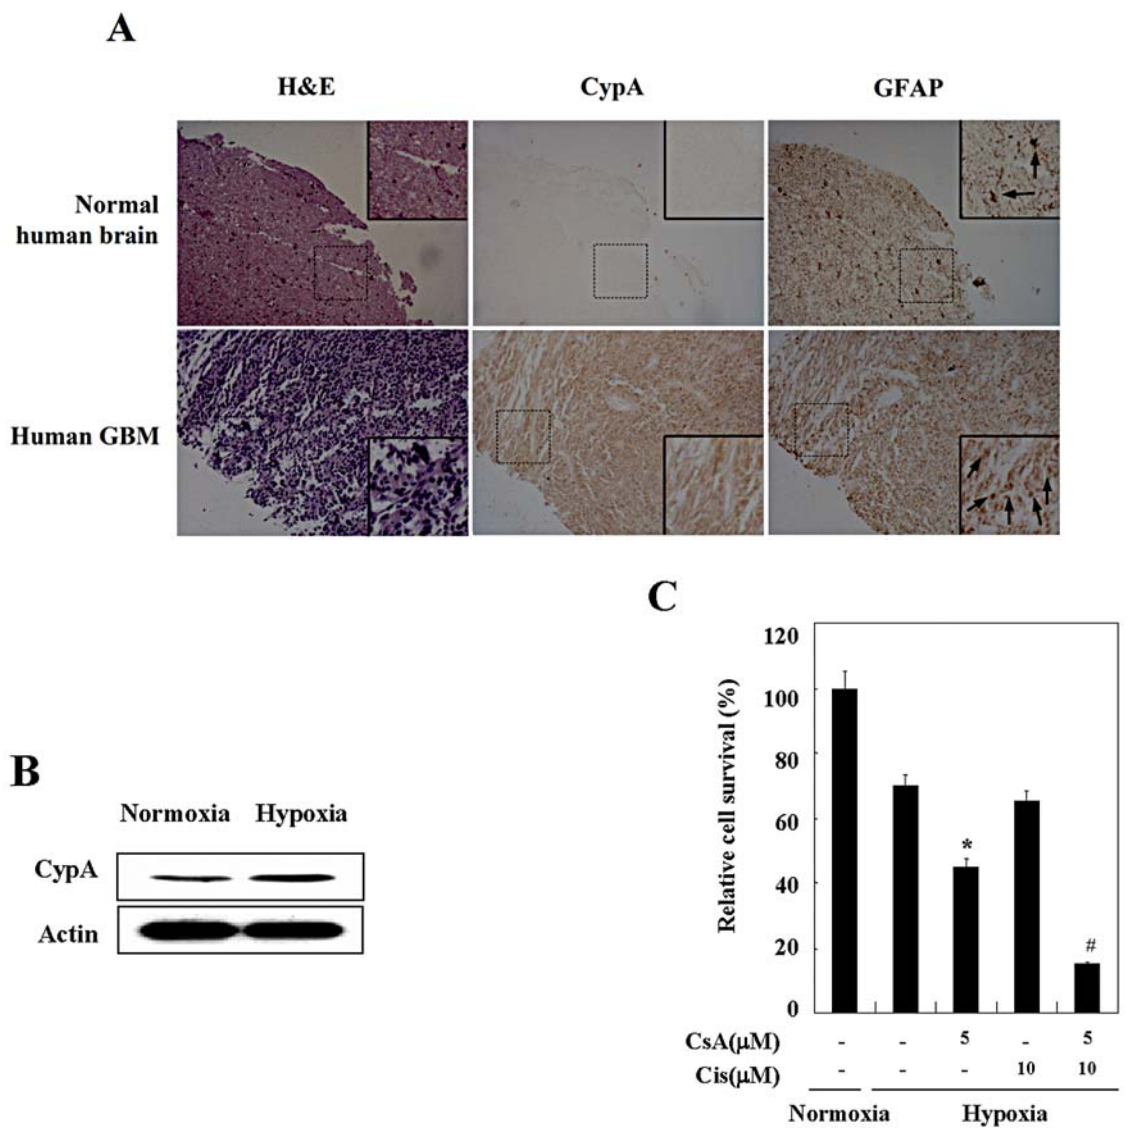 A
H&E CypA GFAP
Normal
human brain
Human GBM
B
Normoxia Hypoxia
CypA
Actin
C
Relative cell survival (%)
120
100
80
60
40
20
0
*
#
CsA(μM) - - 5 - 5
Cis(μM) - - - 10 10
Normoxia Hypoxia